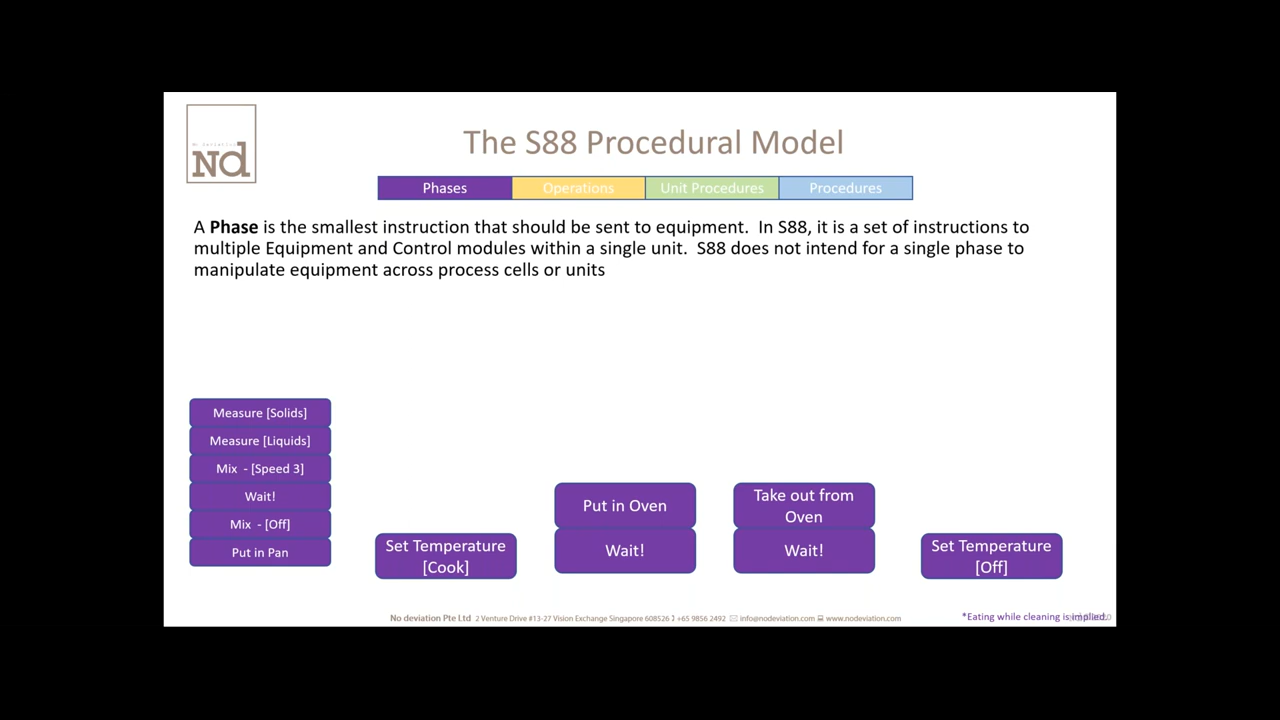 No deviation
Nd
The S88 Procedural Model
Phases
Operations
Unit Procedures
Procedures
A Phase is the smallest instruction that should be sent to equipment.  In S88, it is a set of instructions to
multiple Equipment and Control modules within a single unit.  S88 does not intend for a single phase to
manipulate equipment across process cells or units
Measure [Solids]
Measure [Liquids]
Mix  - [Speed 3]
Wait!
Mix  - [Off]
Put in Pan
Set Temperature
[Cook]
Put in Oven
Wait!
Take out from
Oven
Wait!
Set Temperature
[Off]
No deviation Pte Ltd 2 Venture Drive #13-27 Vision Exchange Singapore 608526 +65 9856 2492 info@nodeviation.com www.nodeviation.com
*Eating while cleaning is implied.